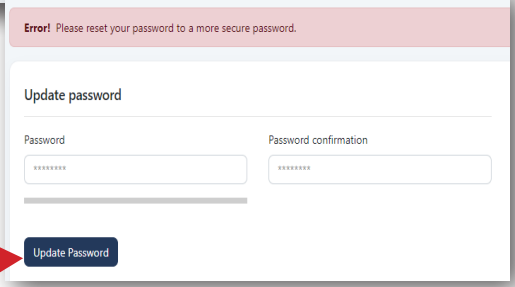 Error! Please reset your password to a more secure password.
Update password
Password
Password confirmation
********
********
Update Password